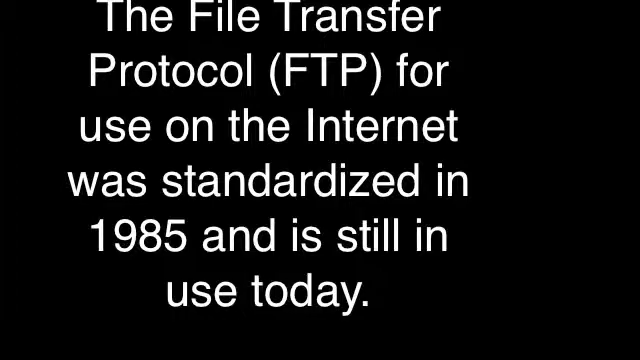 The File Transfer
Protocol (FTP) for
use on the Internet
was standardized in
1985 and is still in
use today.